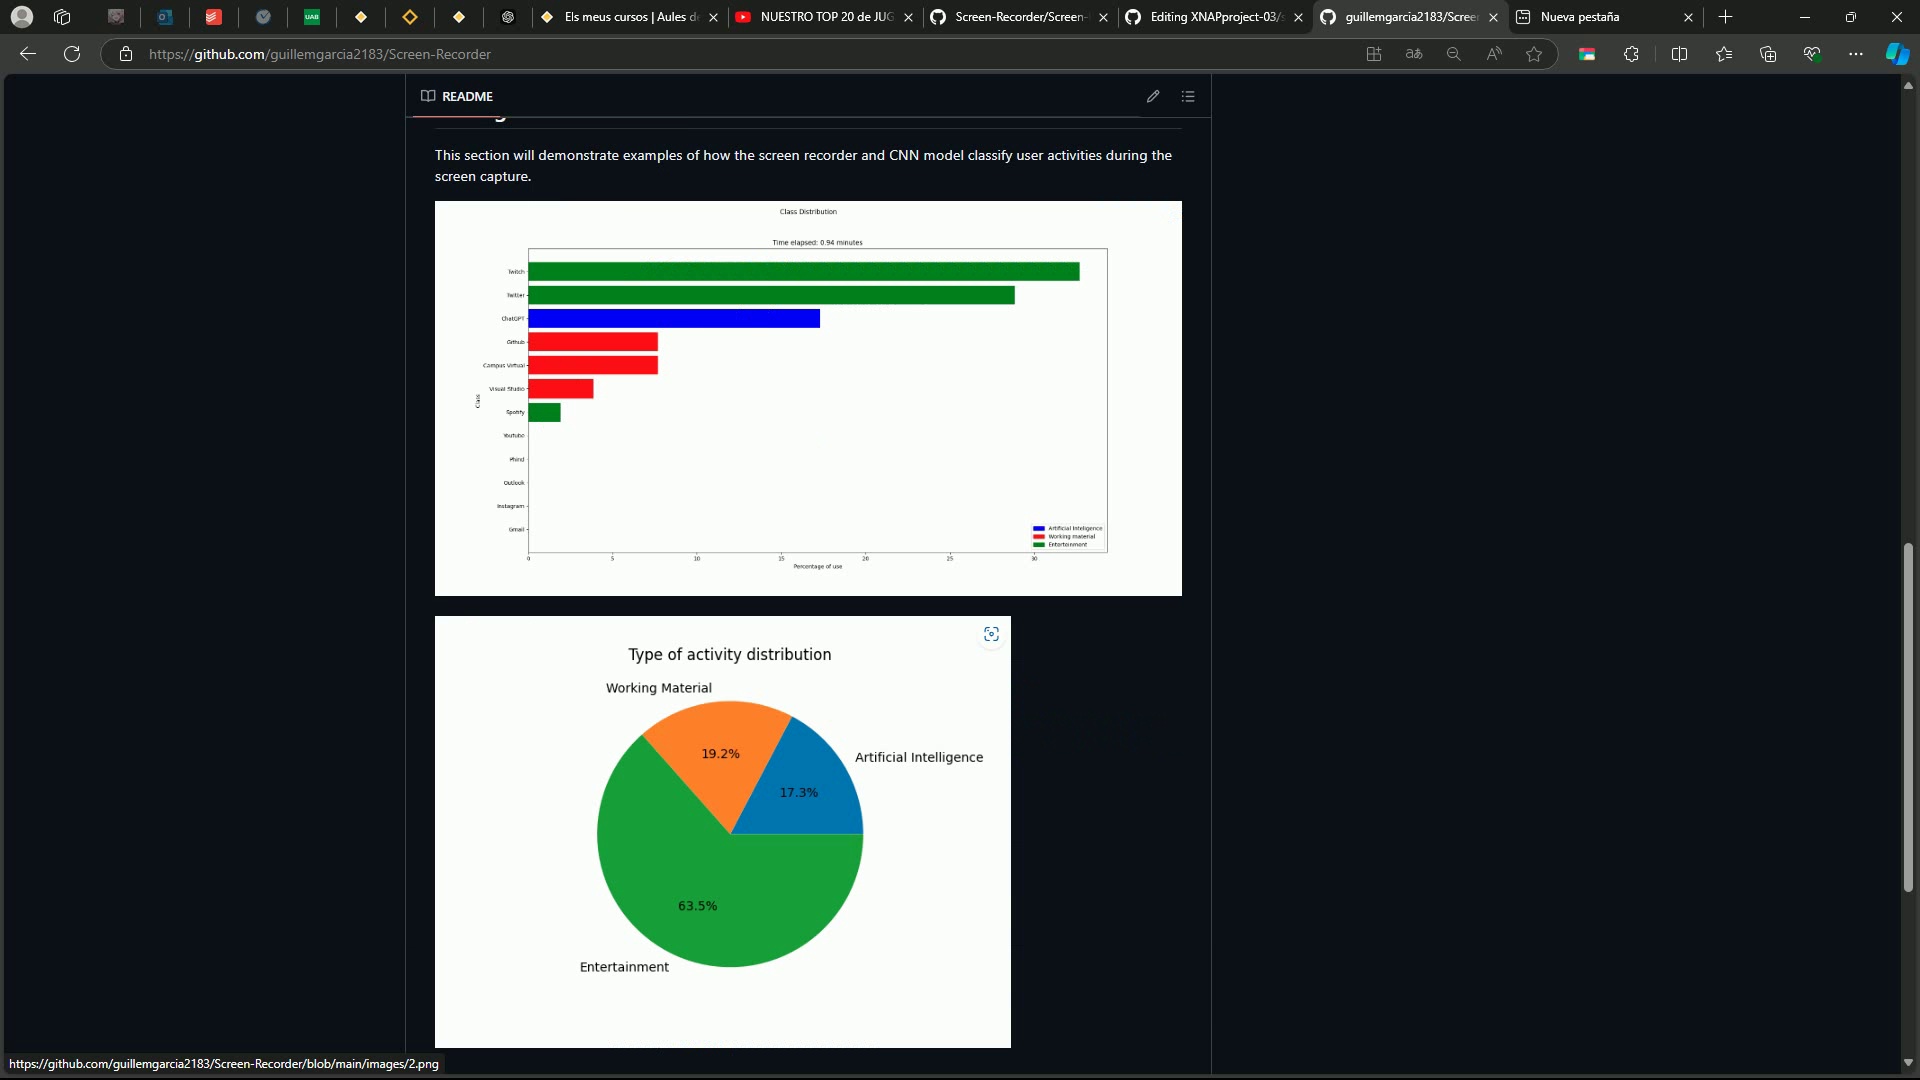 UAB
Els meus cursos | Aules d
NUESTRO TOP 20 de JUG
Screen-Recorder/Screen-
Editing XNAPproject-03/s
guillemgarcia2183/Screen
Nueva pestaña
https://github.com/guillemgarcia2183/Screen-Recorder
README
This section will demonstrate examples of how the screen recorder and CNN model classify user activities during the
screen capture.
Class Distribution
Time elapsed: 0.94 minutes
Twitch
Twitter
ChatGPT
Github
Campus Virtual
Visual Studio
Spotify
Youtube
Phind
Outlook
Instagram
Gmail
Class
Artificial Inteligence
Working material
Entertainment
0 5 10 15 20 25 30
Percentage of use
Type of activity distribution
Working Material
19.2%
Artificial Intelligence
17.3%
63.5%
Entertainment
https://github.com/guillemgarcia2183/Screen-Recorder/blob/main/images/2.png